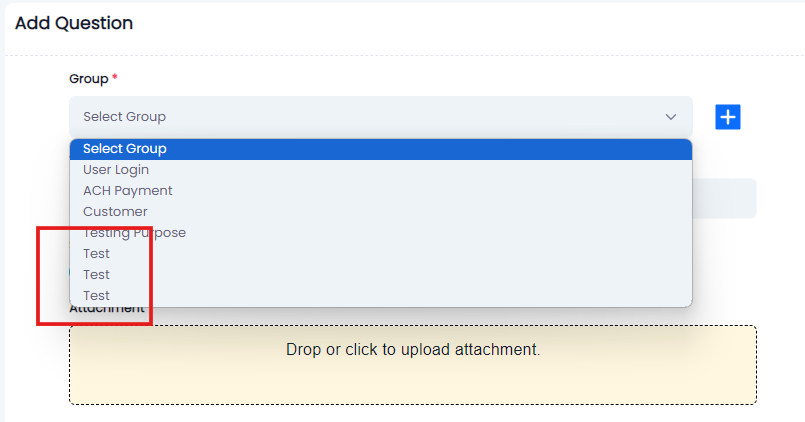 Add Question
Group *
Select Group
Select Group
User Login
ACH Payment
Customer
Testing Purpose
Test
Test
Test
Attachment
Drop or click to upload attachment.